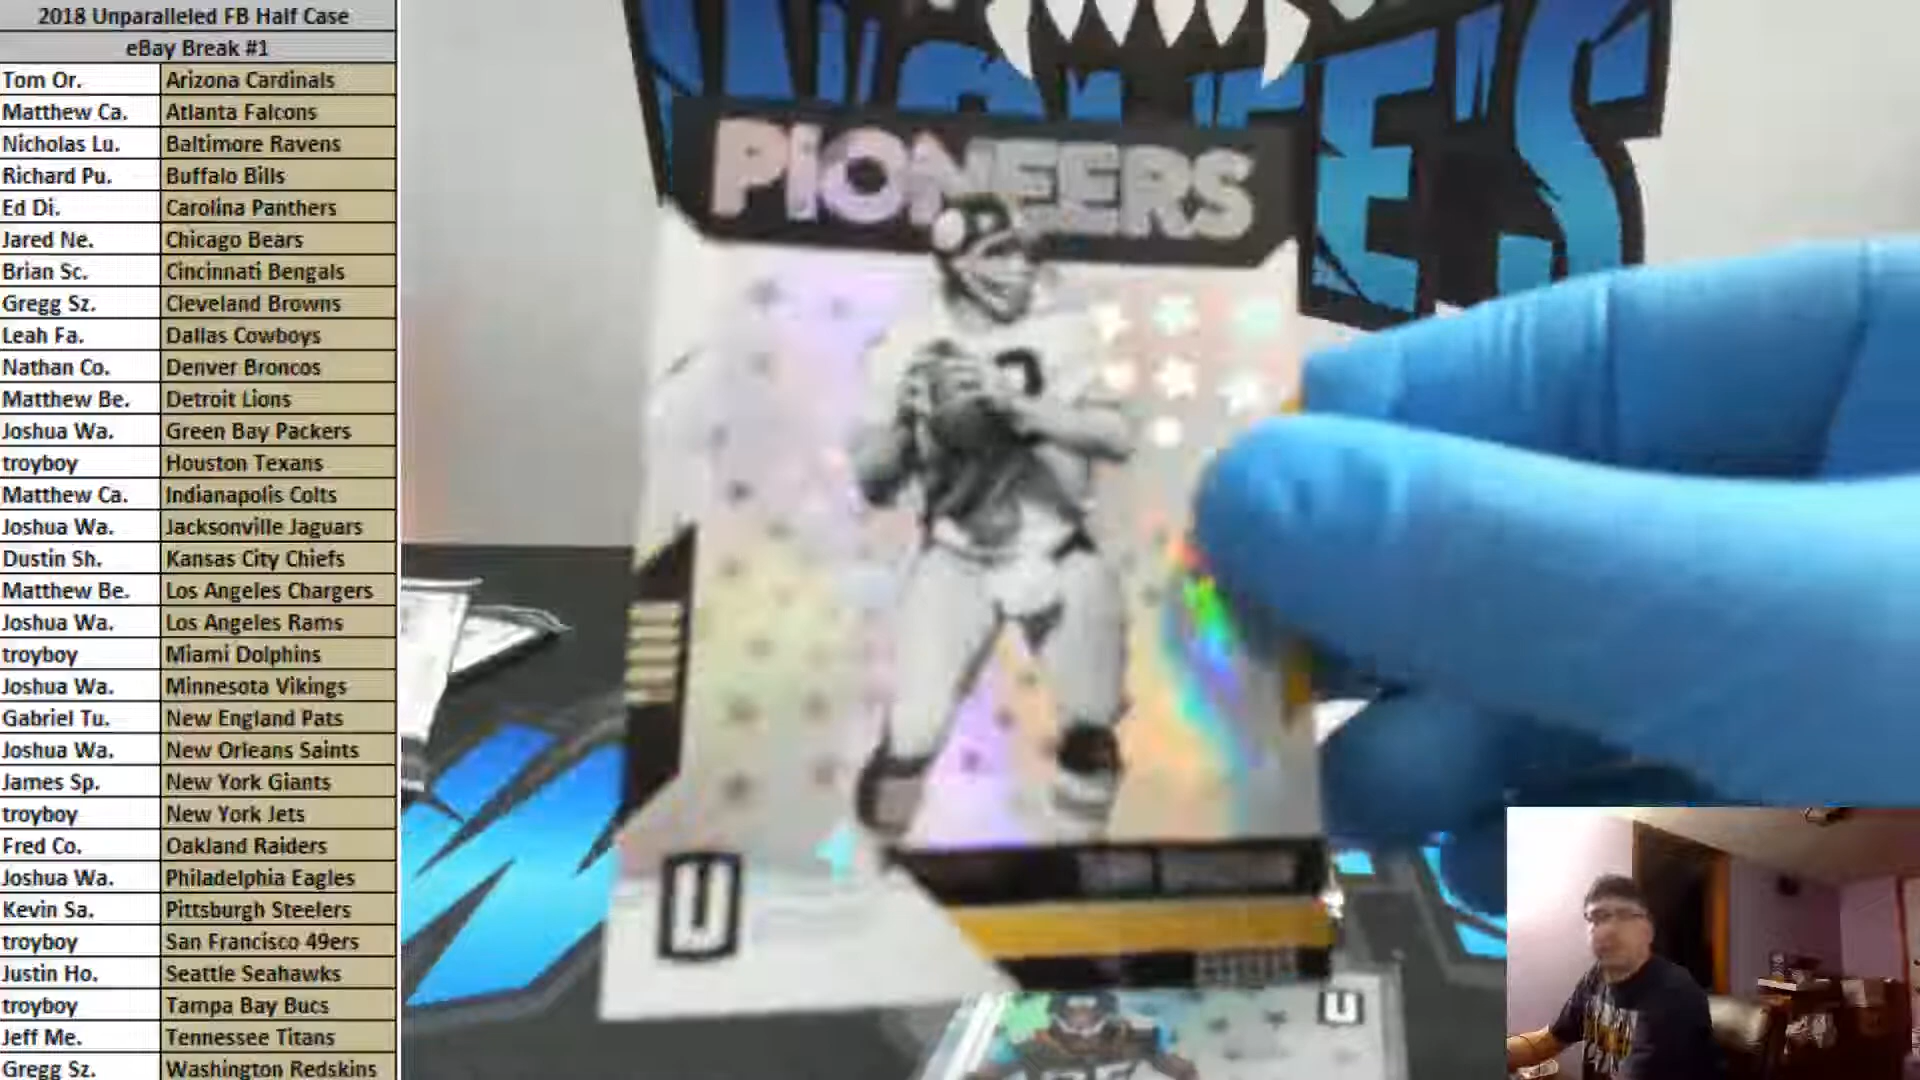 2018 Unparalleled FB Half Case
eBay Break #1
Tom Or. Arizona Cardinals
Matthew Ca. Atlanta Falcons
Nicholas Lu. Baltimore Ravens
Richard Pu. Buffalo Bills
Ed Di. Carolina Panthers
Jared Ne. Chicago Bears
Brian Sc. Cincinnati Bengals
Gregg Sz. Cleveland Browns
Leah Fa. Dallas Cowboys
Nathan Co. Denver Broncos
Matthew Be. Detroit Lions
Joshua Wa. Green Bay Packers
troyboy Houston Texans
Matthew Ca. Indianapolis Colts
Joshua Wa. Jacksonville Jaguars
Dustin Sh. Kansas City Chiefs
Matthew Be. Los Angeles Chargers
Joshua Wa. Los Angeles Rams
troyboy Miami Dolphins
Joshua Wa. Minnesota Vikings
Gabriel Tu. New England Pats
Joshua Wa. New Orleans Saints
James Sp. New York Giants
troyboy New York Jets
Fred Co. Oakland Raiders
Joshua Wa. Philadelphia Eagles
Kevin Sa. Pittsburgh Steelers
troyboy San Francisco 49ers
Justin Ho. Seattle Seahawks
troyboy Tampa Bay Bucs
Jeff Me. Tennessee Titans
Gregg Sz. Washington Redskins
PIONEERS
U
U